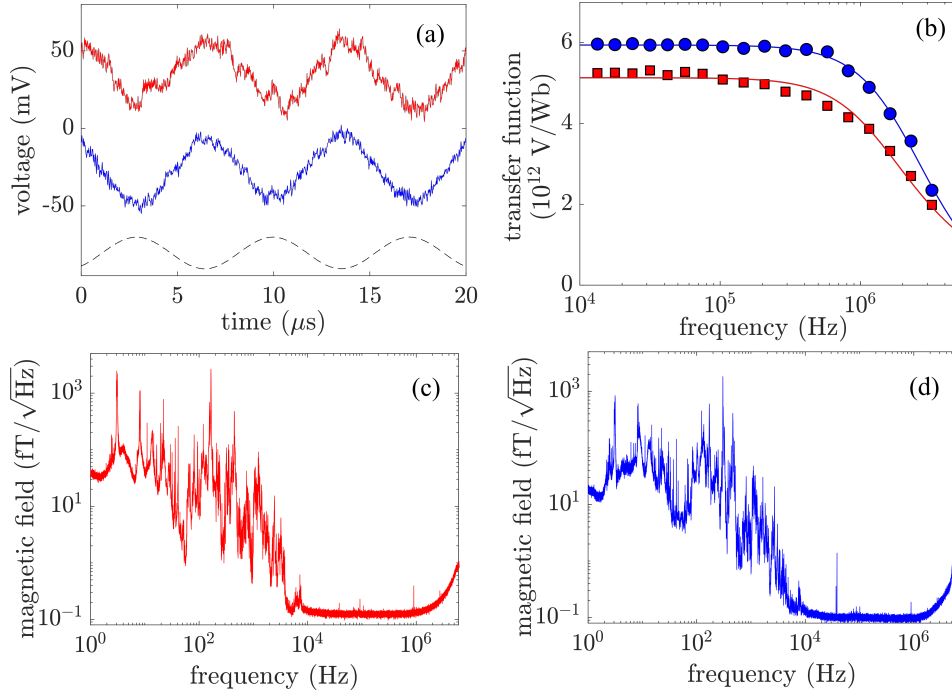 (a)
voltage (mV)
50
0
-50
0 5 10 15 20
time (μs)
(b)
transfer function
(10¹² V/Wb)
6
4
2
0
10⁴ 10⁵ 10⁶
frequency (Hz)
(c)
magnetic field (fT/√Hz)
10³
10¹
10⁻¹
10⁰ 10² 10⁴ 10⁶
frequency (Hz)
(d)
magnetic field (fT/√Hz)
10³
10¹
10⁻¹
10⁰ 10² 10⁴ 10⁶
frequency (Hz)